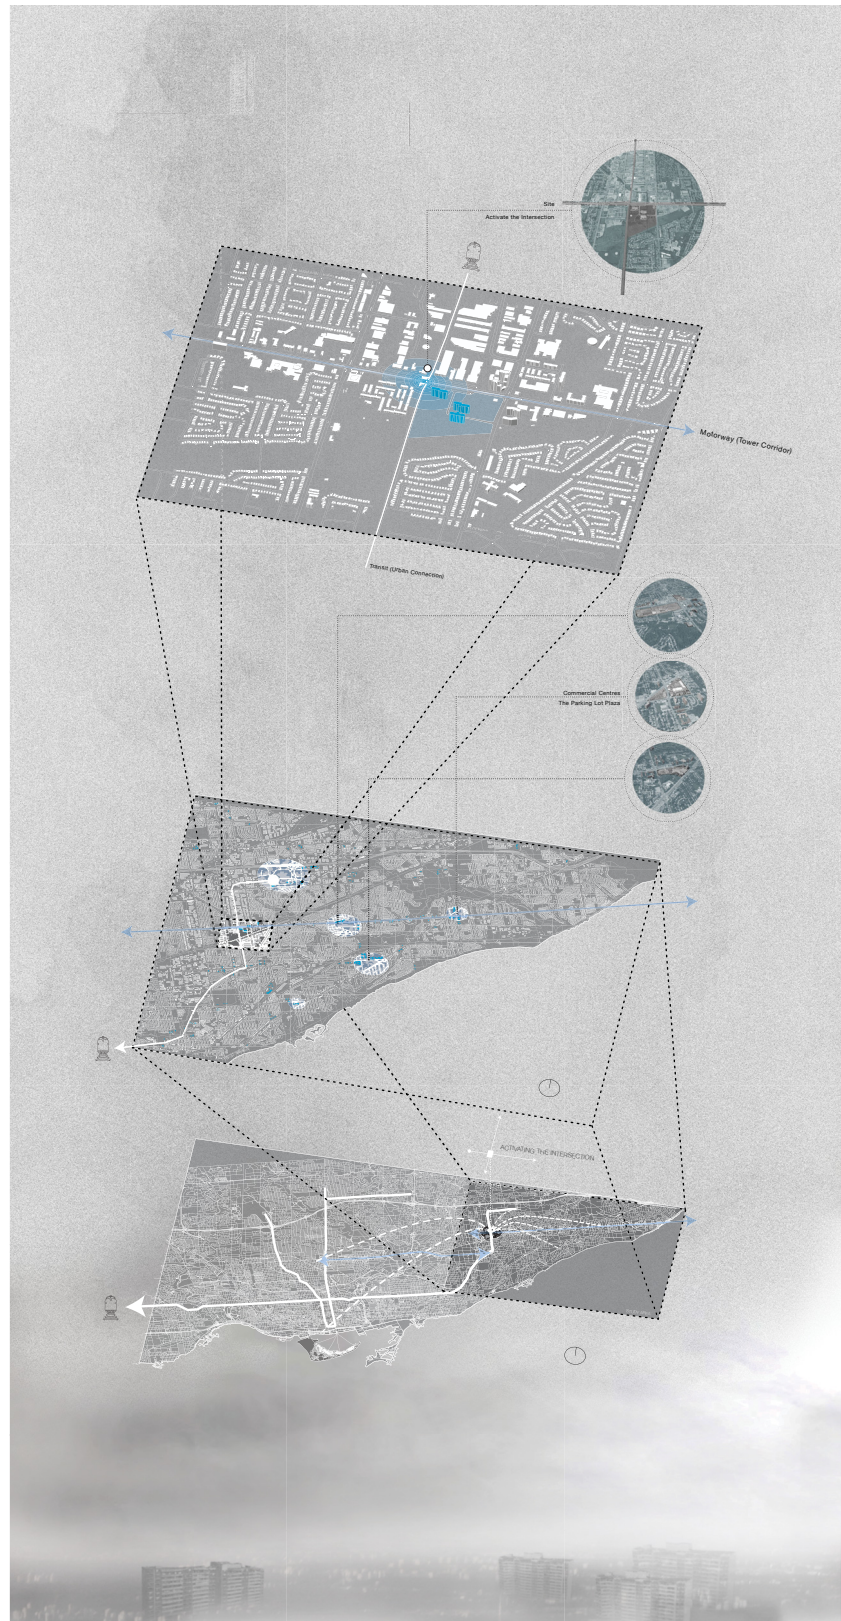 Site
Activate the Intersection
Motorway (Tower Corridor)
Transit (Urban Connection)
Commercial Centres
The Parking Lot Plaza
ACTIVATING THE INTERSECTION